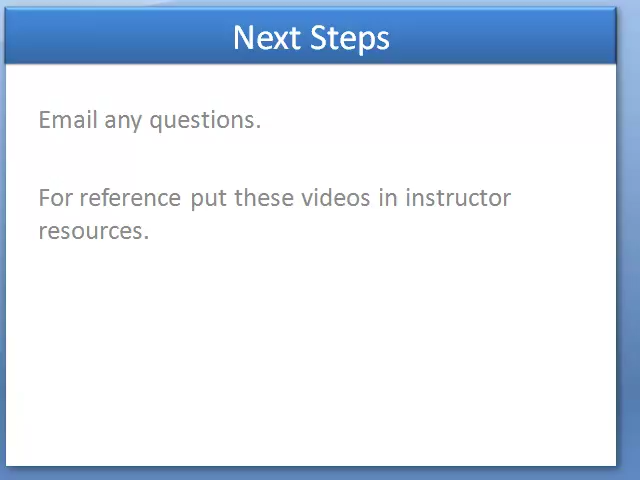 Next Steps
Email any questions.
For reference put these videos in instructor
resources.